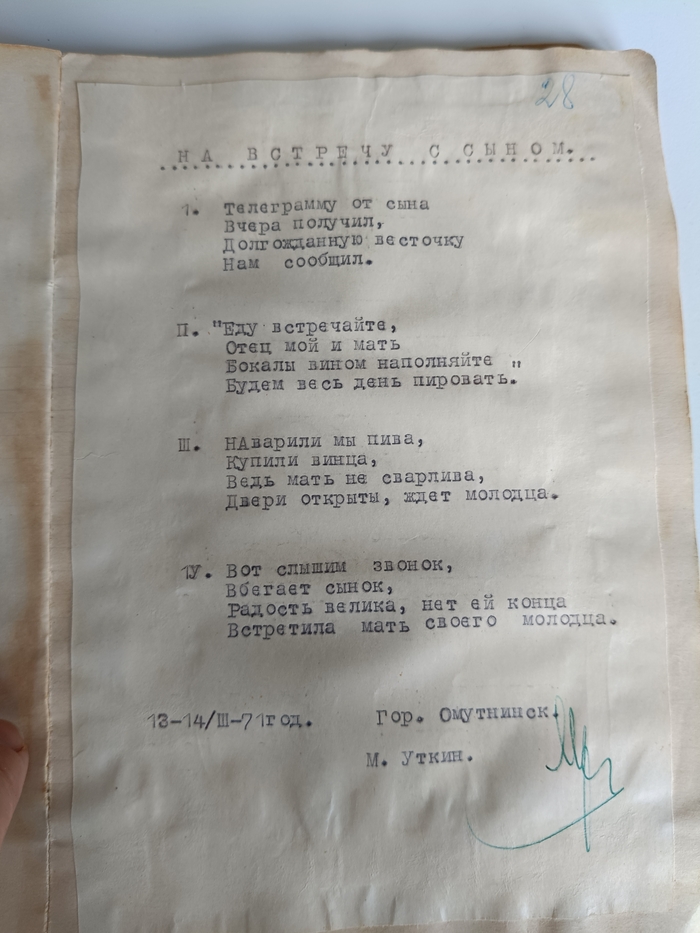 28
НА ВСТРЕЧУ С СЫНОМ.
1. Телеграмму от сына
Вчера получил,
Долгожданную весточку
Нам сообщил.
П. "Еду встречайте,
Отец мой и мать
Бокалы вином наполняйте "
Будем весь день пировать.
Ш. НАварили мы пива,
Купили винца,
Ведь мать не сварлива,
Двери открыты, ждет молодца.
1У. Вот слышим звонок,
Вбегает сынок,
Радость велика, нет ей конца
Встретила мать своего молодца.
13-14/Ш-71год. Гор. Омутнинск.
М. Уткин.